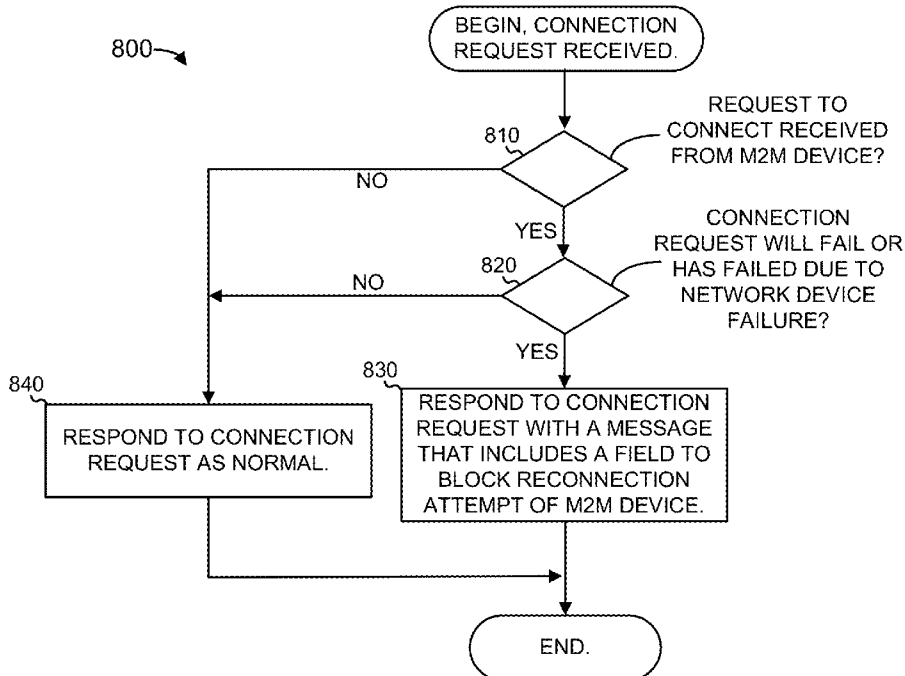 BEGIN, CONNECTION
REQUEST RECEIVED.
800
810
REQUEST TO
CONNECT RECEIVED
FROM M2M DEVICE?
NO
YES
820
CONNECTION
REQUEST WILL FAIL OR
HAS FAILED DUE TO
NETWORK DEVICE
FAILURE?
NO
YES
840
RESPOND TO CONNECTION
REQUEST AS NORMAL.
830
RESPOND TO CONNECTION
REQUEST WITH A MESSAGE
THAT INCLUDES A FIELD TO
BLOCK RECONNECTION
ATTEMPT OF M2M DEVICE.
END.